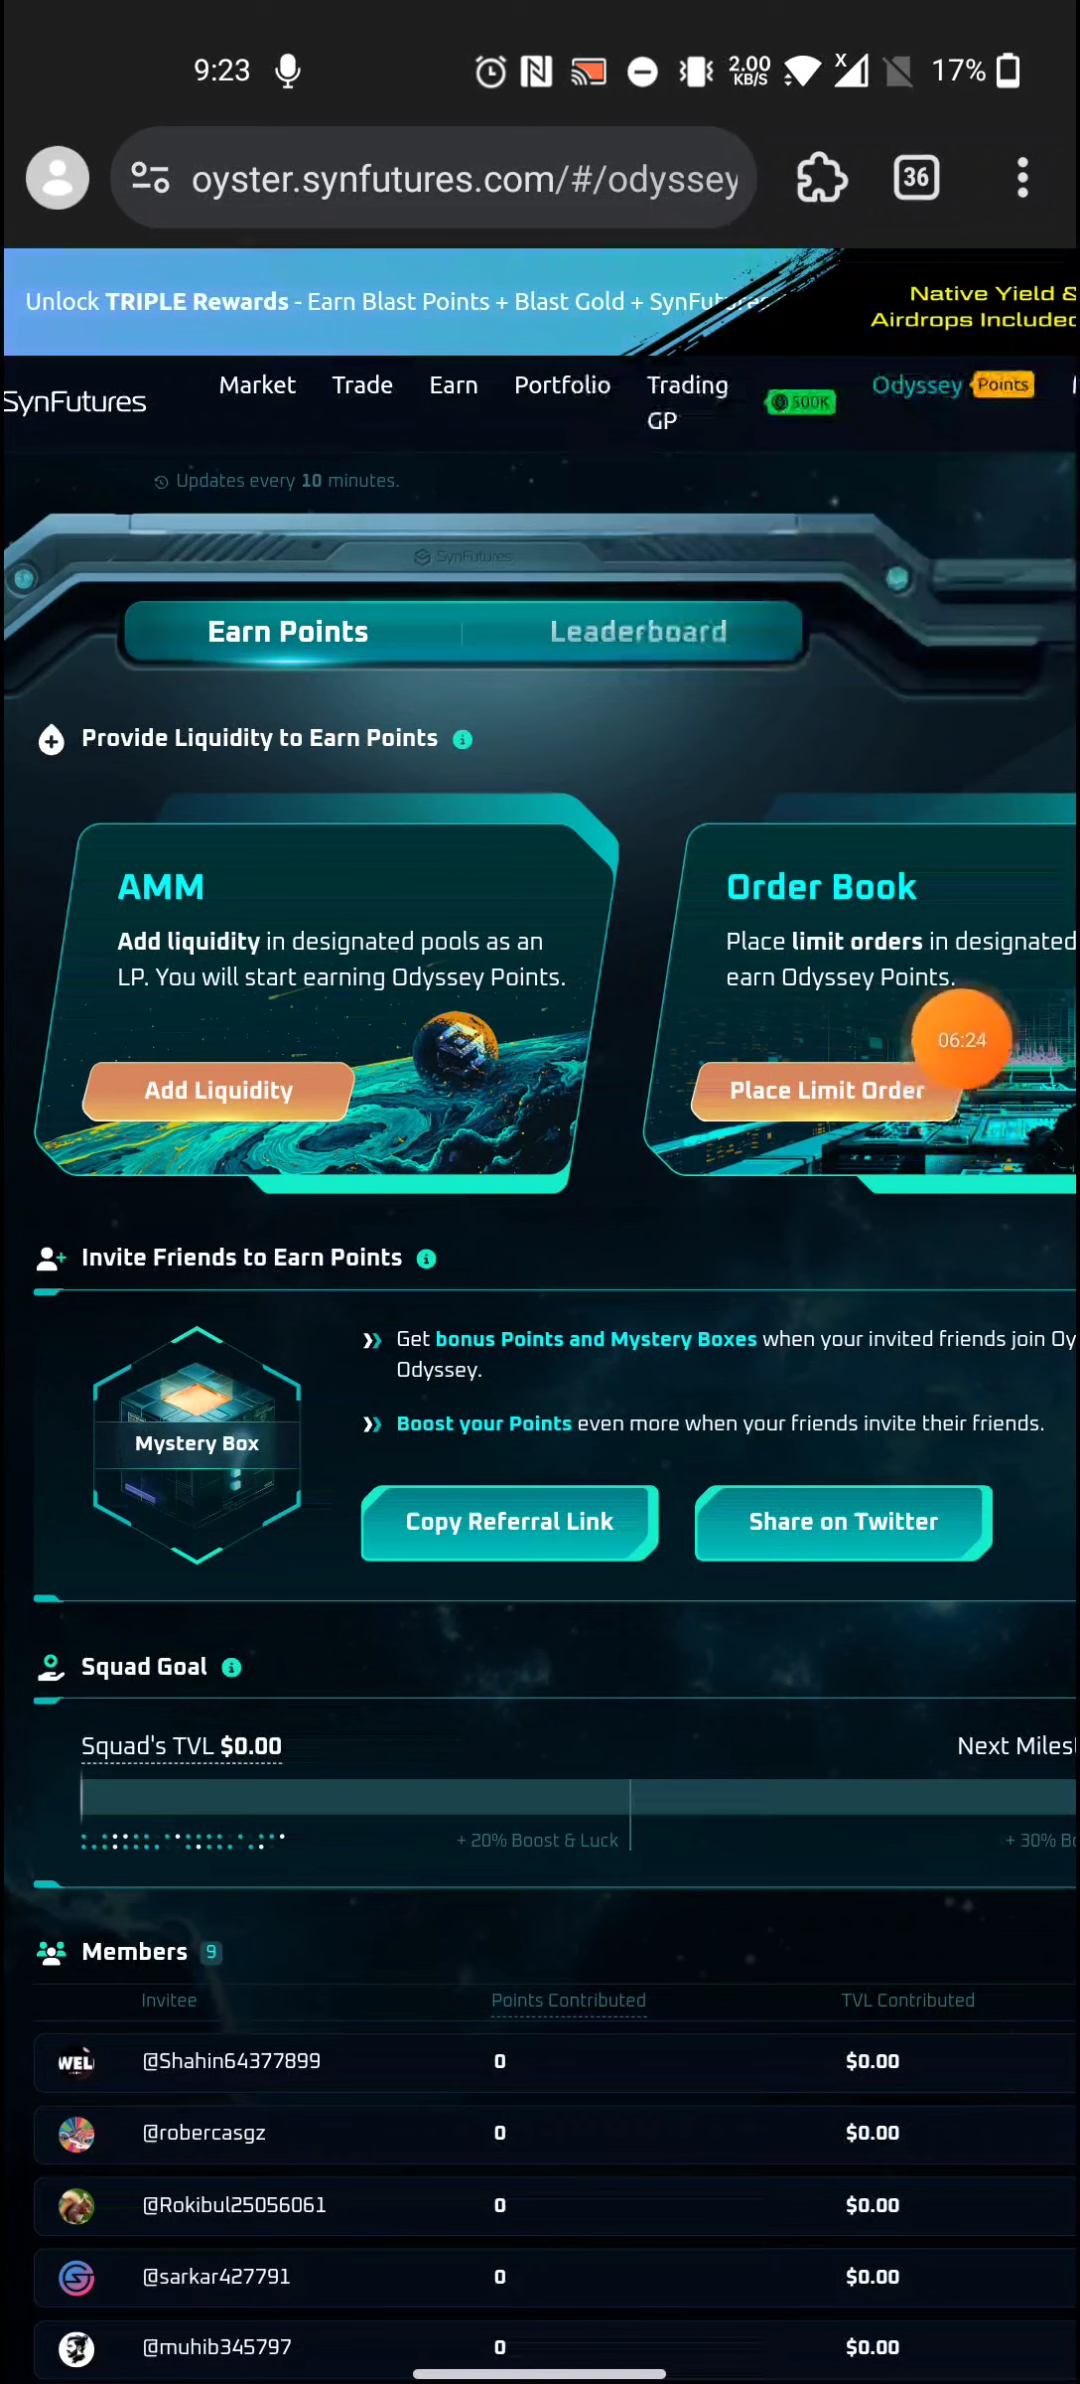 9:23
2.00
KB/S
X
17%
oyster.synfutures.com/#/odyssey
36
Unlock TRIPLE Rewards - Earn Blast Points + Blast Gold + SynFutures
Native Yield &
Airdrops Included
SynFutures
Market
Trade
Earn
Portfolio
Trading
GP
500K
Odyssey
Points
Updates every 10 minutes.
SynFutures
Earn Points
Leaderboard
Provide Liquidity to Earn Points
AMM
Add liquidity in designated pools as an
LP. You will start earning Odyssey Points.
Add Liquidity
Order Book
Place limit orders in designated
earn Odyssey Points.
06:24
Place Limit Order
Invite Friends to Earn Points
Mystery Box
Get bonus Points and Mystery Boxes when your invited friends join Oy
Odyssey.
Boost your Points even more when your friends invite their friends.
Copy Referral Link
Share on Twitter
Squad Goal
Squad's TVL $0.00
Next Miles
+ 20% Boost & Luck
+ 30% Bo
Members 9
Invitee
Points Contributed
TVL Contributed
WEL
@Shahin64377899
0
$0.00
@robercasgz
0
$0.00
@Rokibul25056061
0
$0.00
@sarkar427791
0
$0.00
@muhib345797
0
$0.00